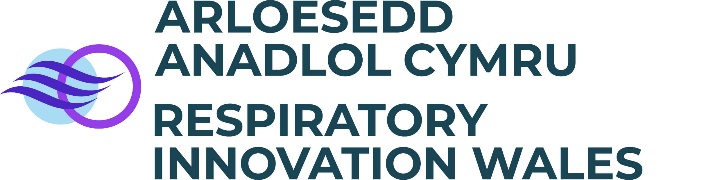 ARLOESEDD
ANADLOL CYMRU
RESPIRATORY
INNOVATION WALES